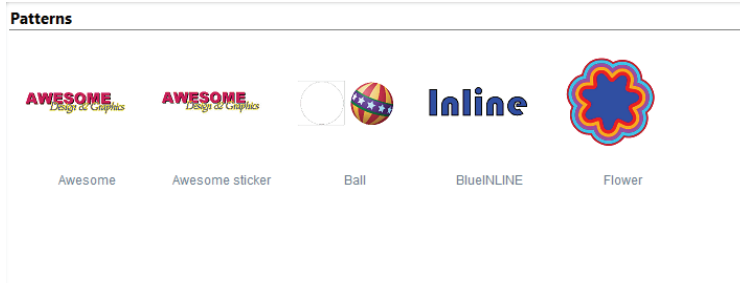 Patterns
AWESOME
Design & Graphics
AWESOME
Design & Graphics
Inline
Awesome
Awesome sticker
Ball
BlueINLINE
Flower